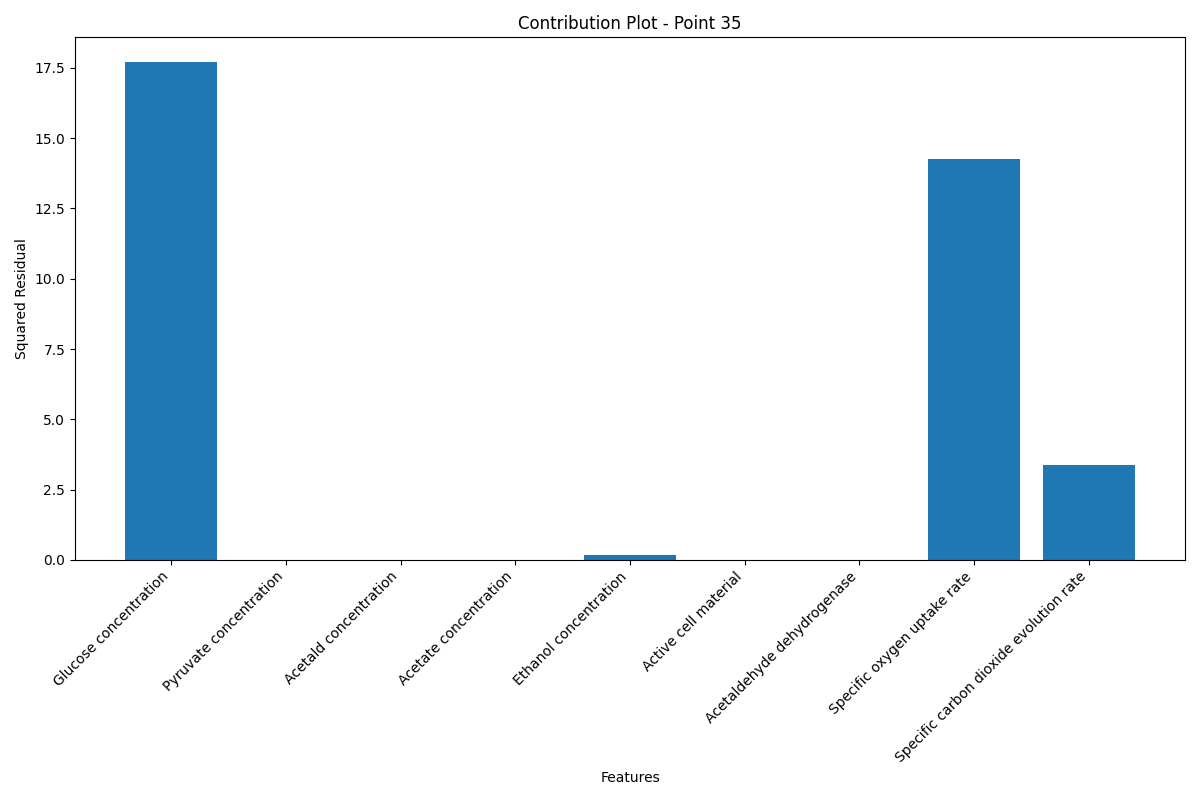 Contribution Plot - Point 35
Squared Residual
17.5
15.0
12.5
10.0
7.5
5.0
2.5
0.0
Glucose concentration
Pyruvate concentration
Acetald concentration
Acetate concentration
Ethanol concentration
Active cell material
Acetaldehyde dehydrogenase
Specific oxygen uptake rate
Specific carbon dioxide evolution rate
Features